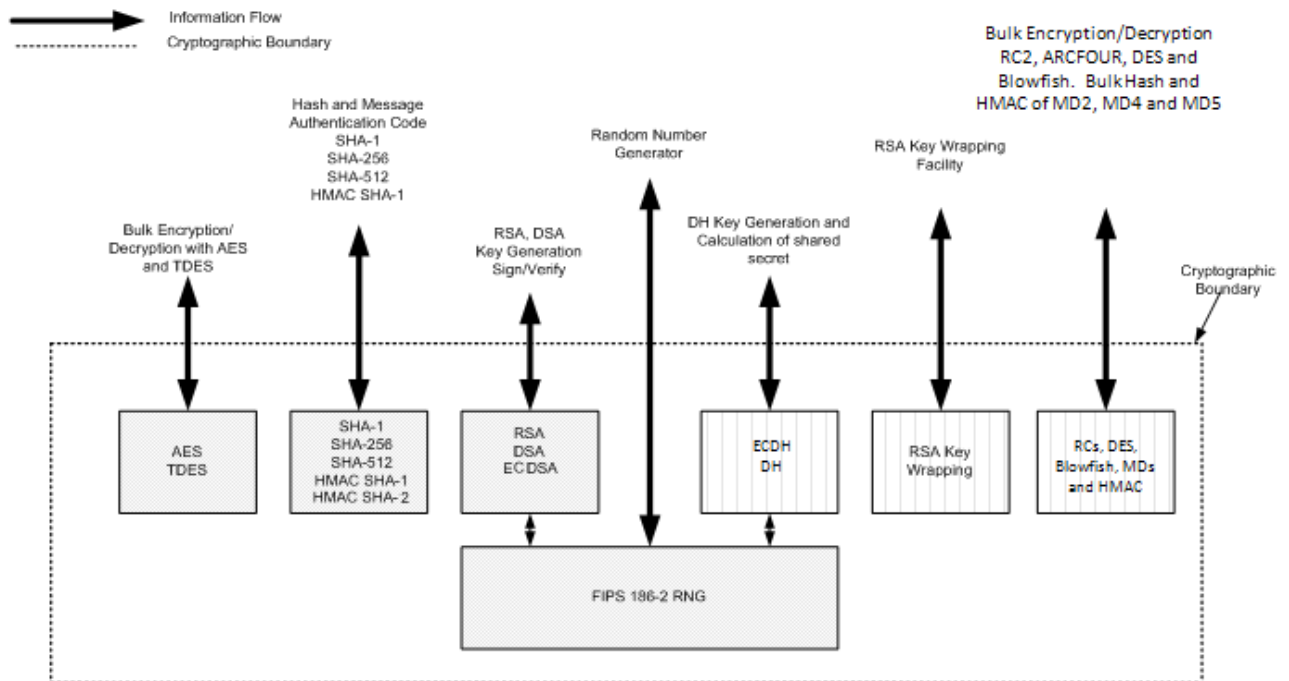 Information Flow
Cryptographic Boundary
Bulk Encryption/Decryption
RC2, ARCFOUR, DES and
Blowfish. Bulk Hash and
HMAC of MD2, MD4 and MD5
Hash and Message
Authentication Code
SHA-1
SHA-256
SHA-512
HMAC SHA-1
Random Number
Generator
RSA Key Wrapping
Facility
Bulk Encryption/
Decryption with AES
and TDES
RSA, DSA
Key Generation
Sign/Verify
DH Key Generation and
Calculation of shared
secret
Cryptographic
Boundary
AES
TDES
SHA-1
SHA-256
SHA-512
HMAC SHA-1
HMAC SHA-2
RSA
DSA
ECDSA
ECDH
DH
RSA Key
Wrapping
RCs, DES,
Blowfish, MDs
and HMAC
FIPS 186-2 RNG